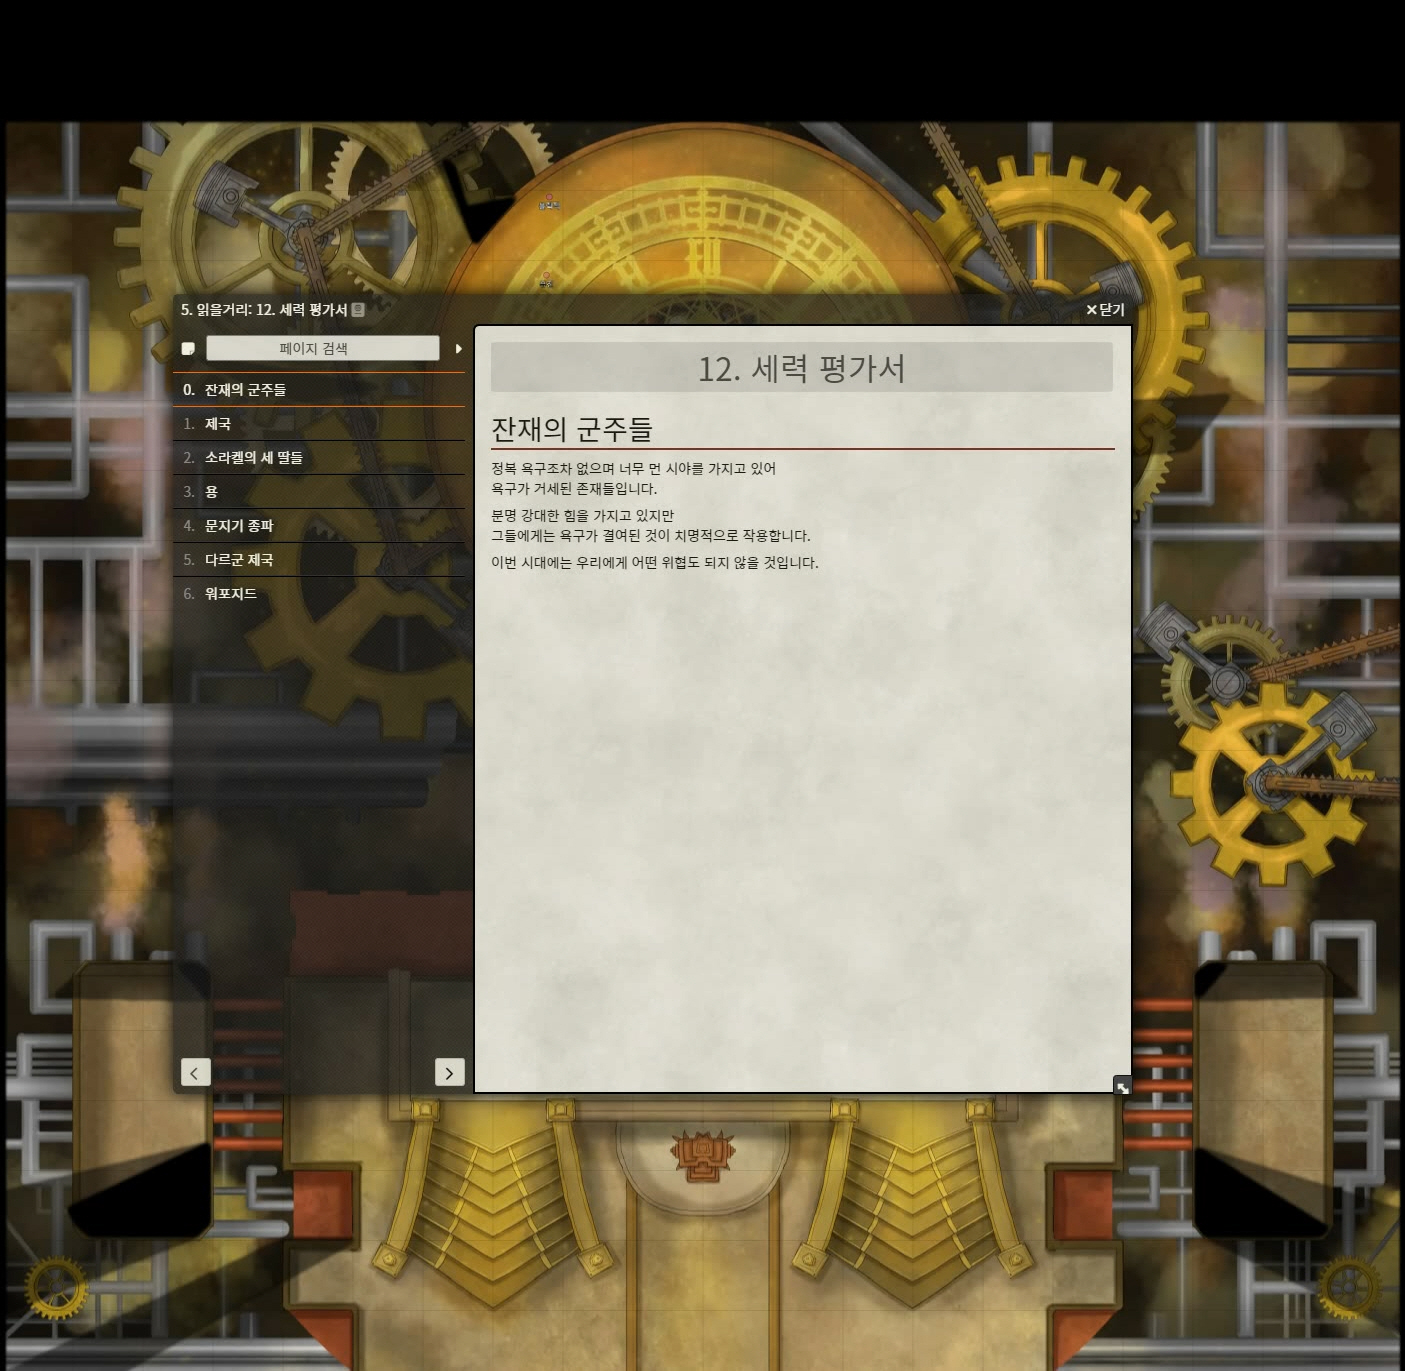 5. 읽을거리: 12. 세력 평가서
닫기
페이지 검색
0. 잔재의 군주들
1. 제국
2. 소라켈의 세 딸들
3. 용
4. 문지기 종파
5. 다르군 제국
6. 워포지드
12. 세력 평가서
잔재의 군주들
정복 욕구조차 없으며 너무 먼 시야를 가지고 있어
욕구가 거세된 존재들입니다.
분명 강대한 힘을 가지고 있지만
그들에게는 욕구가 결여된 것이 치명적으로 작용합니다.
이번 시대에는 우리에게 어떤 위협도 되지 않을 것입니다.